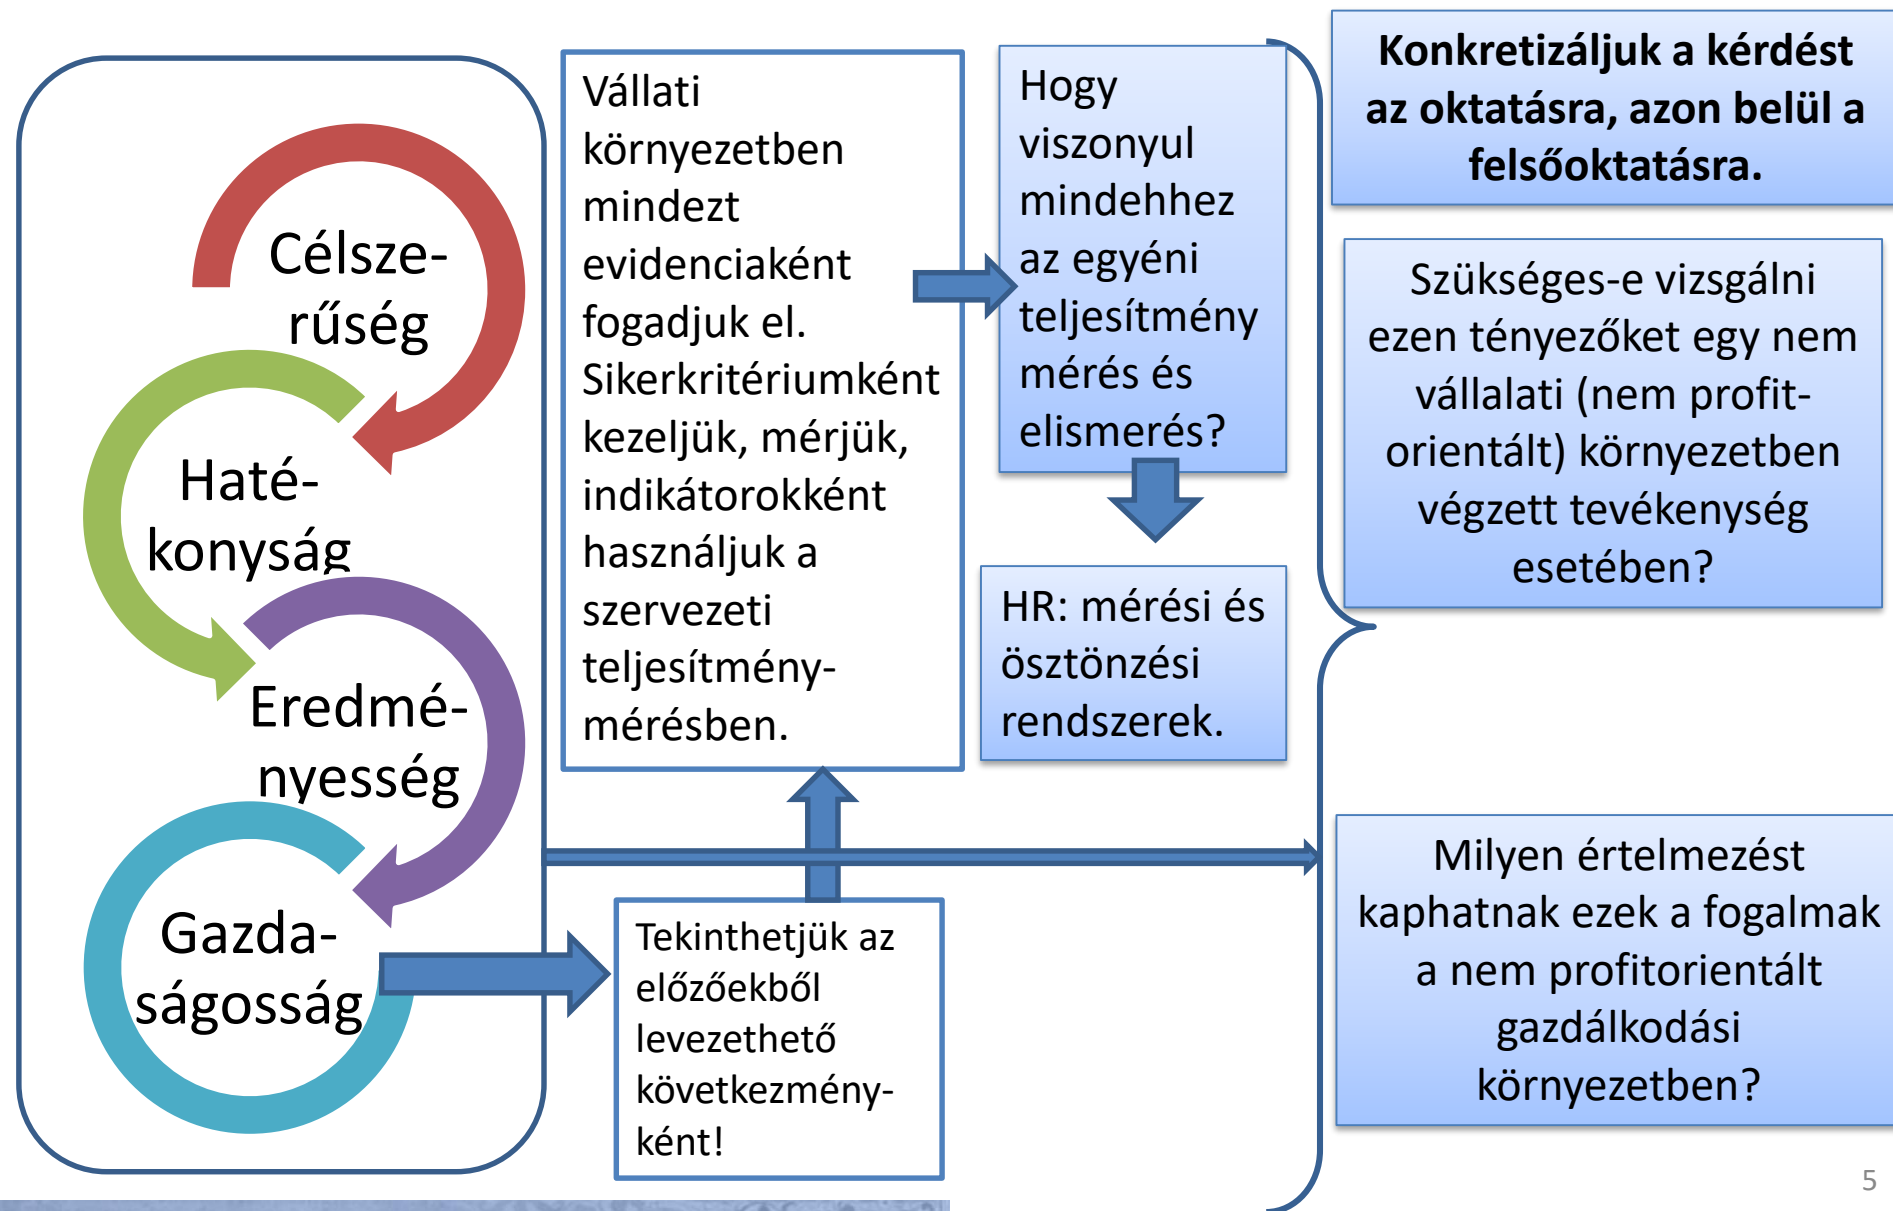 Célsze-
rűség
Haté-
konyság
Eredmé-
nyesség
Gazda-
ságosság
Vállati
környezetben
mindezt
evidenciaként
fogadjuk el.
Sikerkritériumként
kezeljük, mérjük,
indikátorokként
használjuk a
szervezeti
teljesítmény-
mérésben.
Tekinthetjük az
előzőekből
levezethető
következmény-
ként!
Hogy
viszonyul
mindehhez
az egyéni
teljesítmény
mérés és
elismerés?
HR: mérési és
ösztönzési
rendszerek.
Konkretizáljuk a kérdést
az oktatásra, azon belül a
felsőoktatásra.
Szükséges-e vizsgálni
ezen tényezőket egy nem
vállalati (nem profit-
orientált) környezetben
végzett tevékenység
esetében?
Milyen értelmezést
kaphatnak ezek a fogalmak
a nem profitorientált
gazdálkodási
környezetben?
5